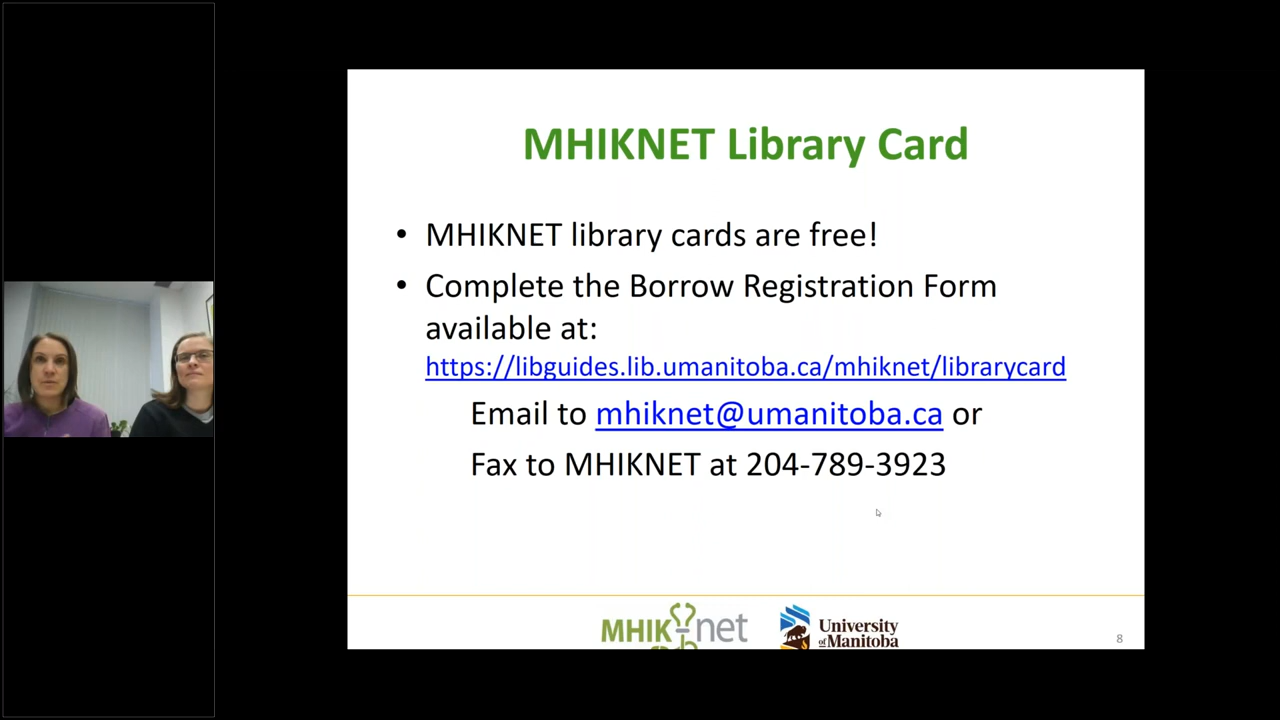 MHIKNET Library Card
• MHIKNET library cards are free!
• Complete the Borrow Registration Form
available at:
https://libguides.lib.umanitoba.ca/mhiknet/librarycard
Email to mhiknet@umanitoba.ca or
Fax to MHIKNET at 204-789-3923
MHIK-net
University
of Manitoba
8